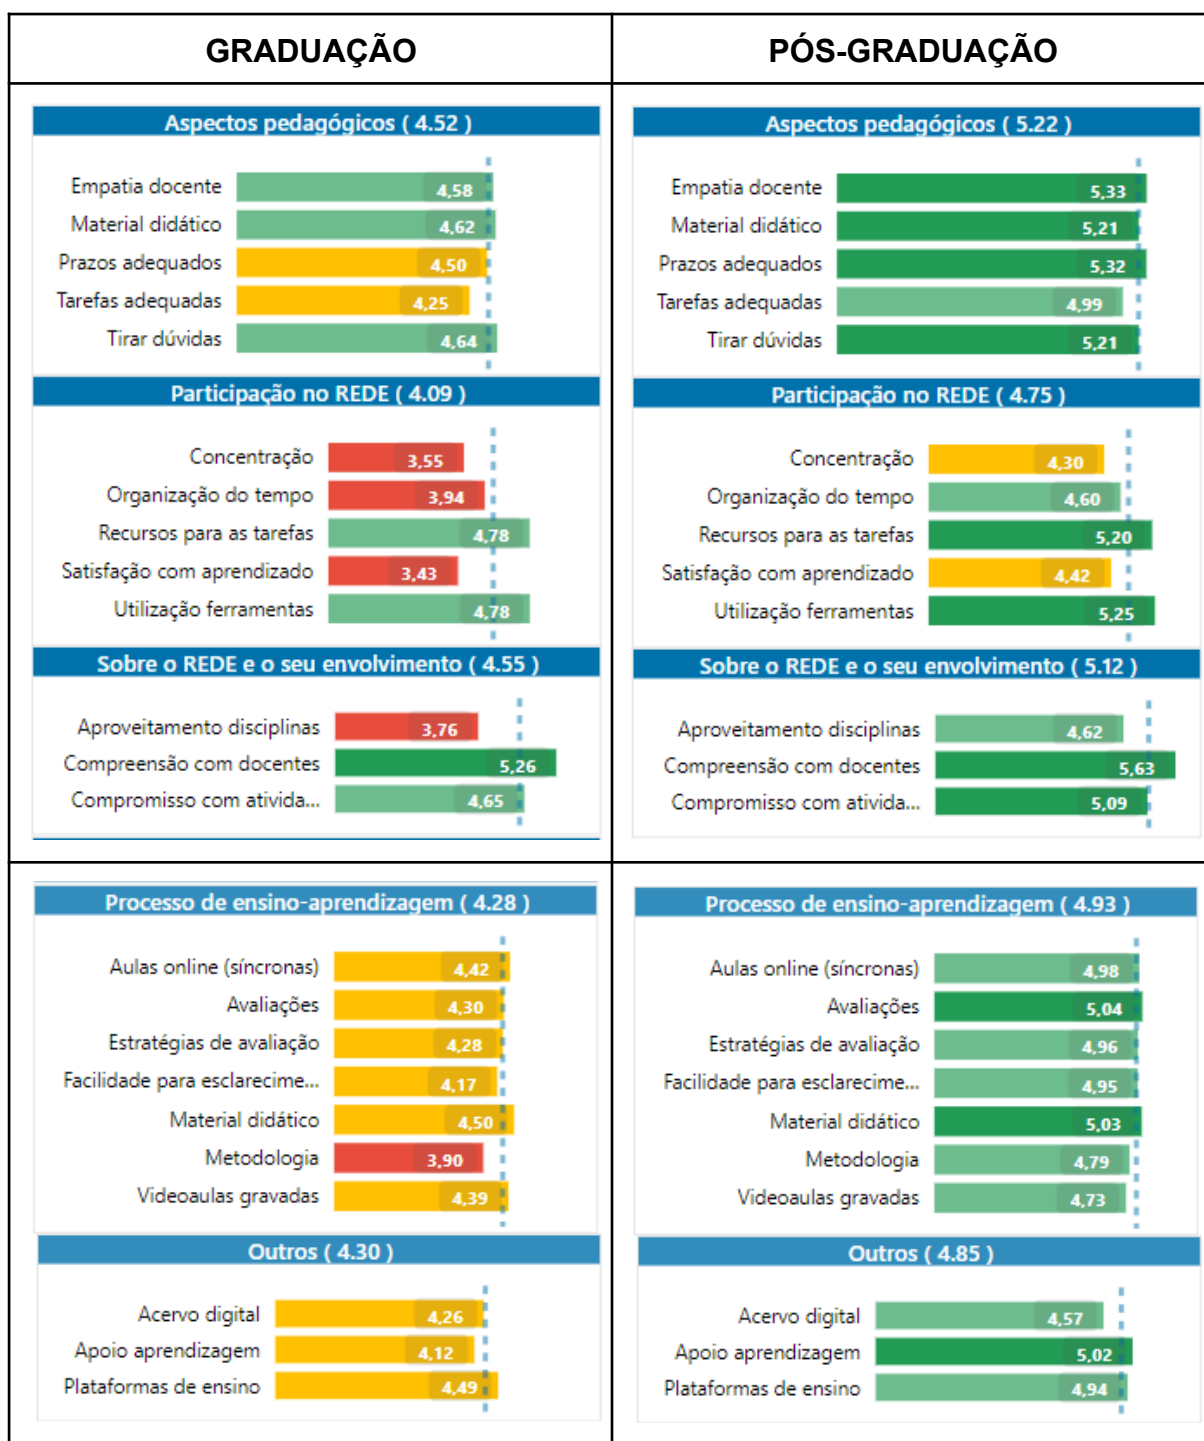 GRADUAÇÃO
PÓS-GRADUAÇÃO
Aspectos pedagógicos ( 4.52 )
Empatia docente 4,58
Material didático 4,62
Prazos adequados 4,50
Tarefas adequadas 4,25
Tirar dúvidas 4,64
Participação no REDE ( 4.09 )
Concentração 3,55
Organização do tempo 3,94
Recursos para as tarefas 4,78
Satisfação com aprendizado 3,43
Utilização ferramentas 4,78
Sobre o REDE e o seu envolvimento ( 4.55 )
Aproveitamento disciplinas 3,76
Compreensão com docentes 5,26
Compromisso com ativida... 4,65
Aspectos pedagógicos ( 5.22 )
Empatia docente 5,33
Material didático 5,21
Prazos adequados 5,32
Tarefas adequadas 4,99
Tirar dúvidas 5,21
Participação no REDE ( 4.75 )
Concentração 4,30
Organização do tempo 4,60
Recursos para as tarefas 5,20
Satisfação com aprendizado 4,42
Utilização ferramentas 5,25
Sobre o REDE e o seu envolvimento ( 5.12 )
Aproveitamento disciplinas 4,62
Compreensão com docentes 5,63
Compromisso com ativida... 5,09
Processo de ensino-aprendizagem ( 4.28 )
Aulas online (síncronas) 4,42
Avaliações 4,30
Estratégias de avaliação 4,28
Facilidade para esclarecime... 4,17
Material didático 4,50
Metodologia 3,90
Videoaulas gravadas 4,39
Outros ( 4.30 )
Acervo digital 4,26
Apoio aprendizagem 4,12
Plataformas de ensino 4,49
Processo de ensino-aprendizagem ( 4.93 )
Aulas online (síncronas) 4,98
Avaliações 5,04
Estratégias de avaliação 4,96
Facilidade para esclarecime... 4,95
Material didático 5,03
Metodologia 4,79
Videoaulas gravadas 4,73
Outros ( 4.85 )
Acervo digital 4,57
Apoio aprendizagem 5,02
Plataformas de ensino 4,94